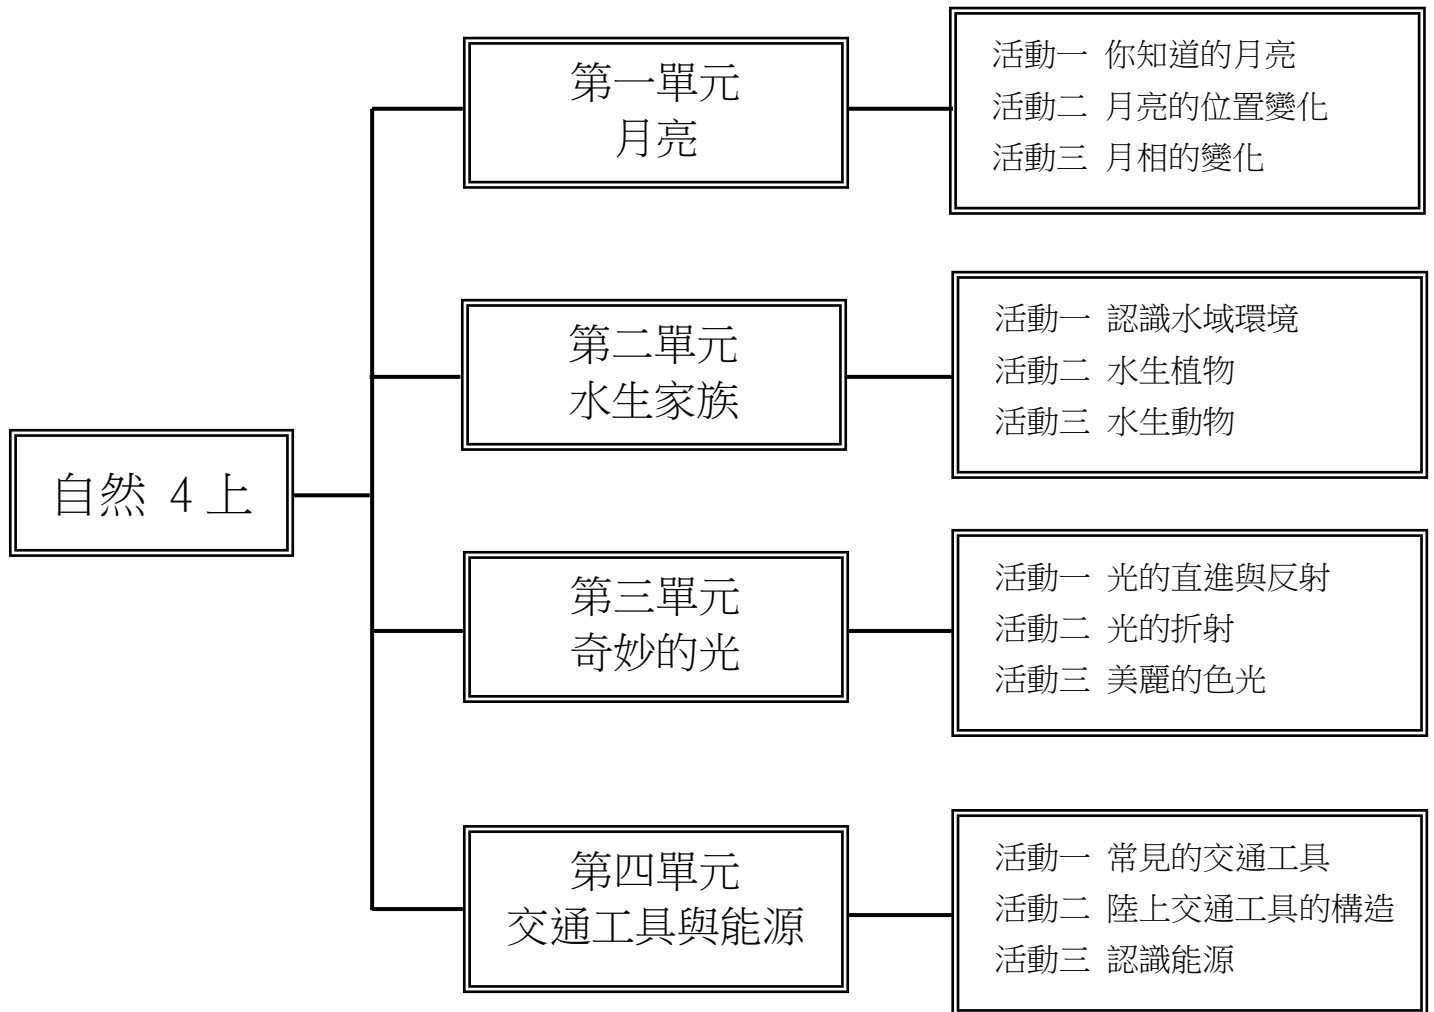 自然 4上
第一單元
月亮
活動一 你知道的月亮
活動二 月亮的位置變化
活動三 月相的變化
第二單元
水生家族
活動一 認識水域環境
活動二 水生植物
活動三 水生動物
第三單元
奇妙的光
活動一 光的直進與反射
活動二 光的折射
活動三 美麗的色光
第四單元
交通工具與能源
活動一 常見的交通工具
活動二 陸上交通工具的構造
活動三 認識能源